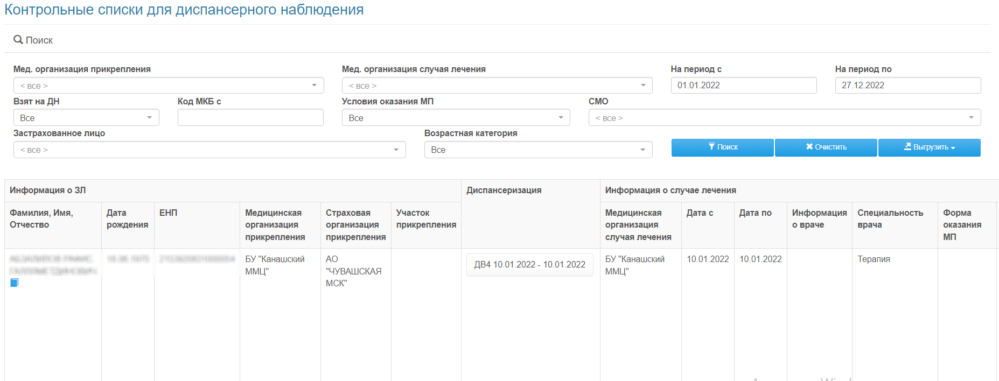 Контрольные списки для диспансерного наблюдения
Поиск
Мед. организация прикрепления
Мед. организация случая лечения
На период с
На период по
< все >
< все >
01.01.2022
27.12.2022
Взят на ДН
Код МКБ с
Условия оказания МП
СМО
Все
Все
< все >
Застрахованное лицо
Возрастная категория
< все >
Все
Поиск
Очистить
Выгрузить
Информация о ЗЛ
Диспансеризация
Информация о случае лечения
Фамилия, Имя,
Отчество
Дата
рождения
ЕНП
Медицинская
организация
прикрепления
Страховая
организация
прикрепления
Участок
прикрепления
Медицинская
организация
случая лечения
Дата с
Дата по
Информация
о враче
Специальность
врача
Форма
оказания
МП
БУ "Канашский
ММЦ"
АО
"ЧУВАШСКАЯ
МСК"
ДВ4 10.01.2022 - 10.01.2022
БУ "Канашский
ММЦ"
10.01.2022
10.01.2022
Терапия